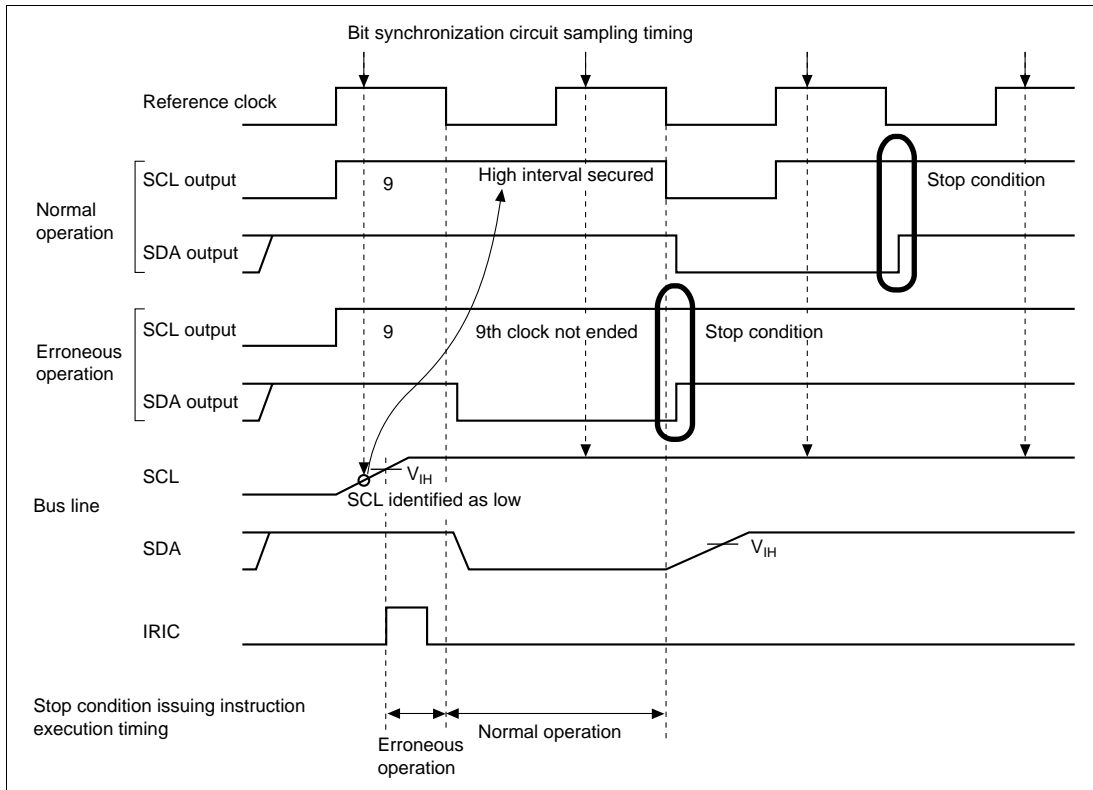 Bit synchronization circuit sampling timing
Reference clock
SCL output
9
High interval secured
Stop condition
Normal
operation
SDA output
SCL output
9
9th clock not ended
Stop condition
Erroneous
operation
SDA output
SCL
VIH
SCL identified as low
Bus line
SDA
VIH
IRIC
Stop condition issuing instruction
execution timing
Normal operation
Erroneous
operation